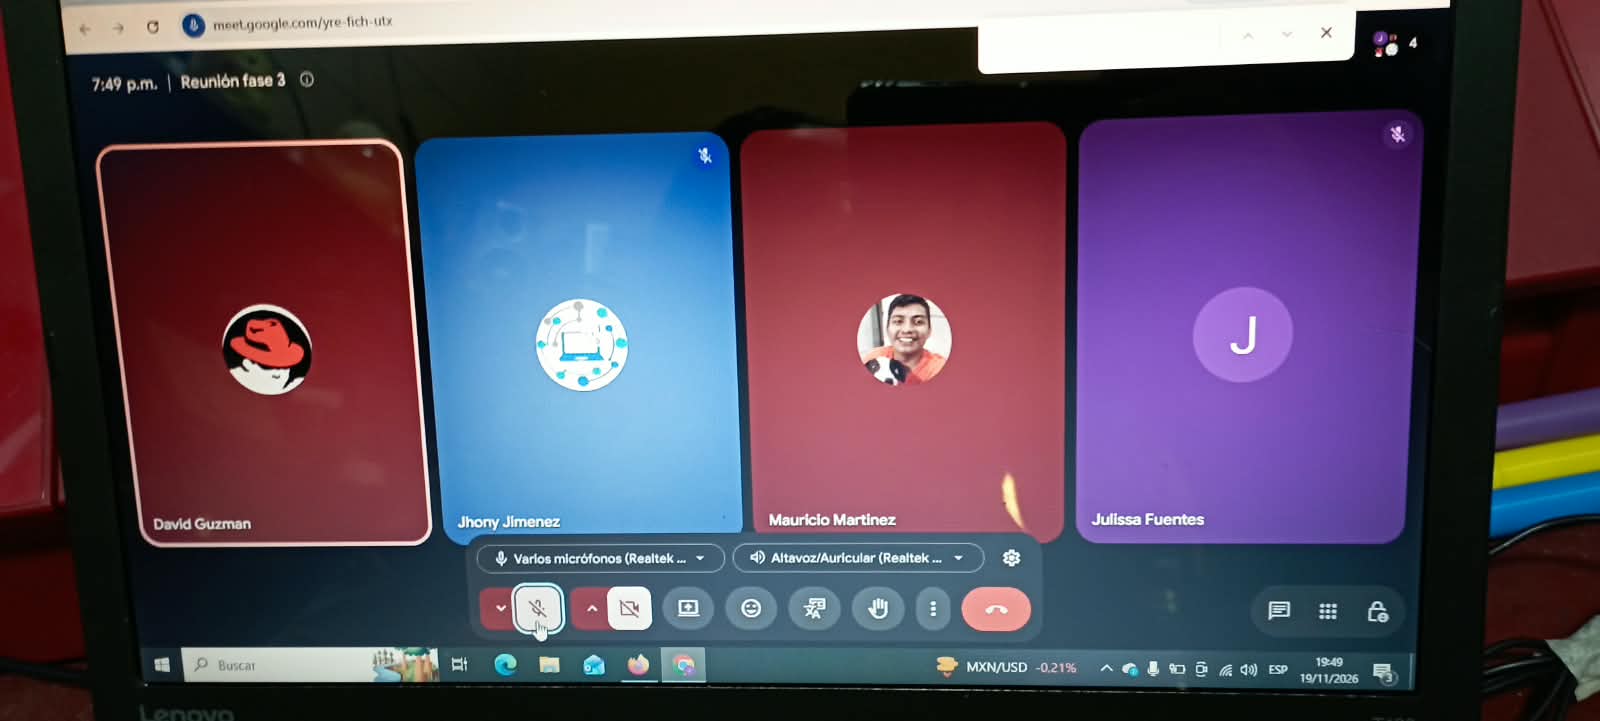 meet.google.com/yre-fich-utx
4
7:49 p.m. | Reunión fase 3
J
David Guzman
Jhony Jimenez
Mauricio Martinez
Julissa Fuentes
Varios micrófonos (Realtek ...
Altavoz/Auricular (Realtek ...
Buscar
MXN/USD -0.21%
ESP
19:49
19/11/2026
3
Lenovo